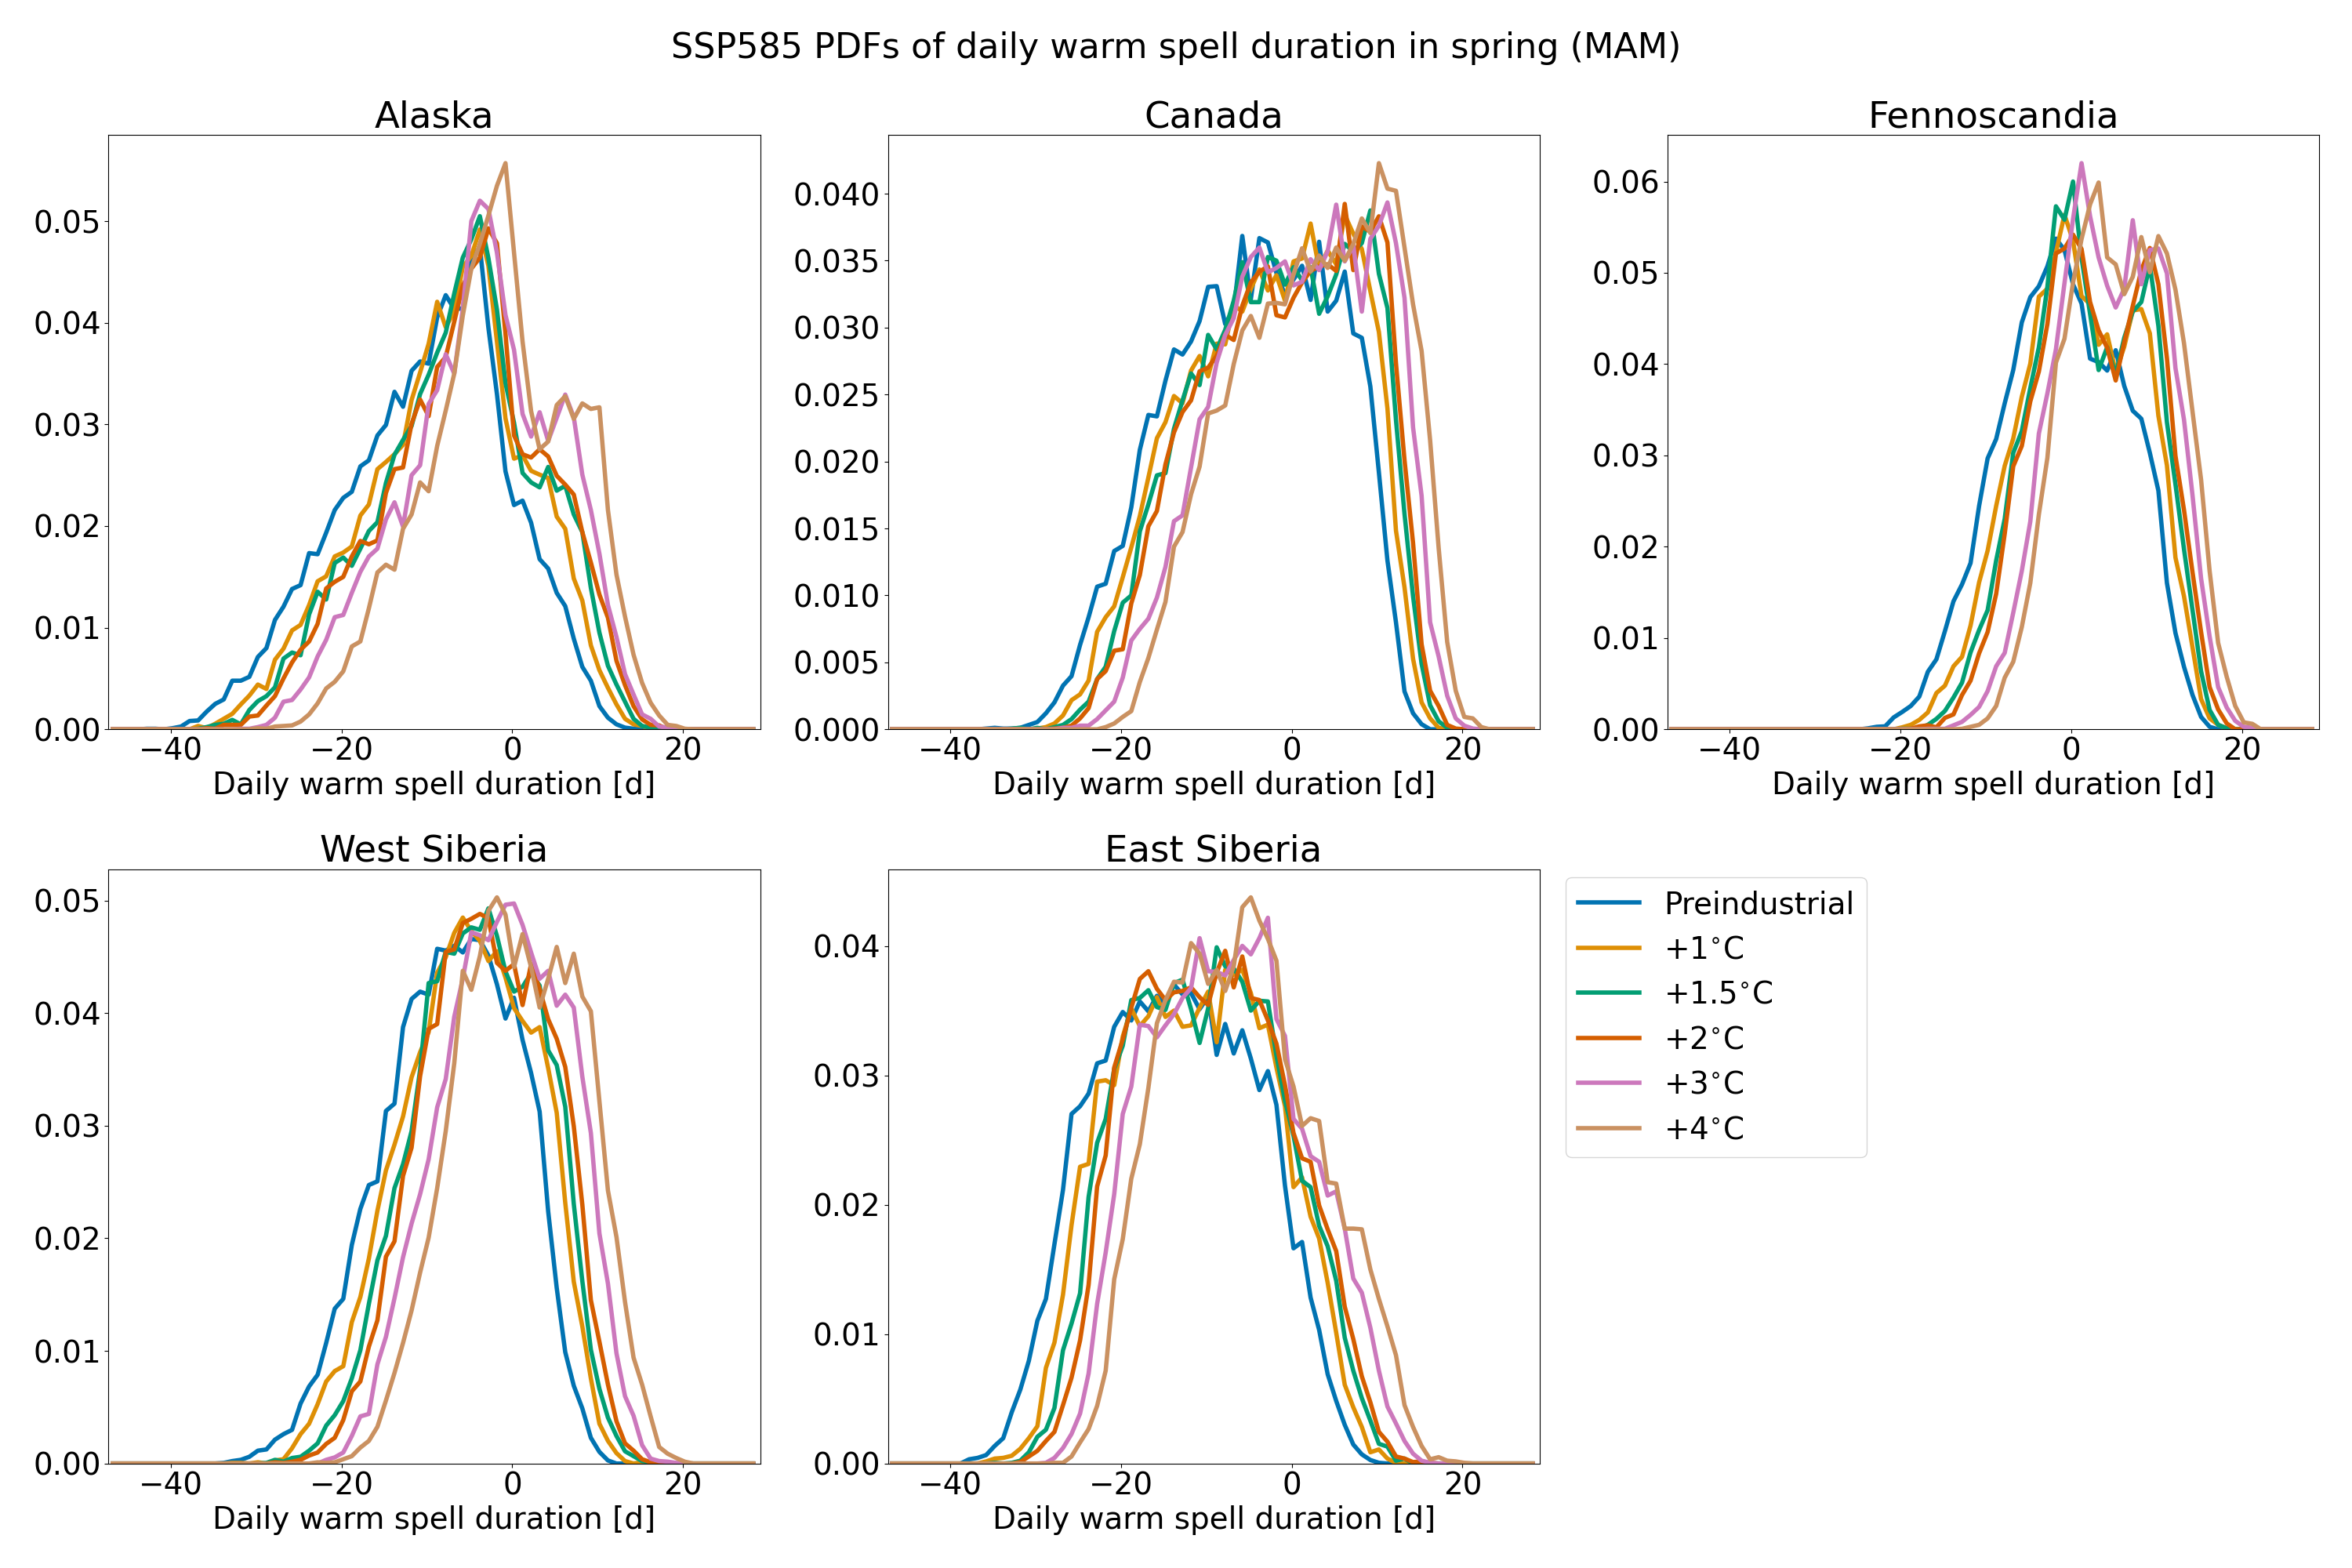 SSP585 PDFs of daily warm spell duration in spring (MAM)
Alaska
0.05
0.04
0.03
0.02
0.01
0.00
−40 −20 0 20
Daily warm spell duration [d]
Canada
0.040
0.035
0.030
0.025
0.020
0.015
0.010
0.005
0.000
−40 −20 0 20
Daily warm spell duration [d]
Fennoscandia
0.06
0.05
0.04
0.03
0.02
0.01
0.00
−40 −20 0 20
Daily warm spell duration [d]
West Siberia
0.05
0.04
0.03
0.02
0.01
0.00
−40 −20 0 20
Daily warm spell duration [d]
East Siberia
0.04
0.03
0.02
0.01
0.00
−40 −20 0 20
Daily warm spell duration [d]
Preindustrial
+1°C
+1.5°C
+2°C
+3°C
+4°C